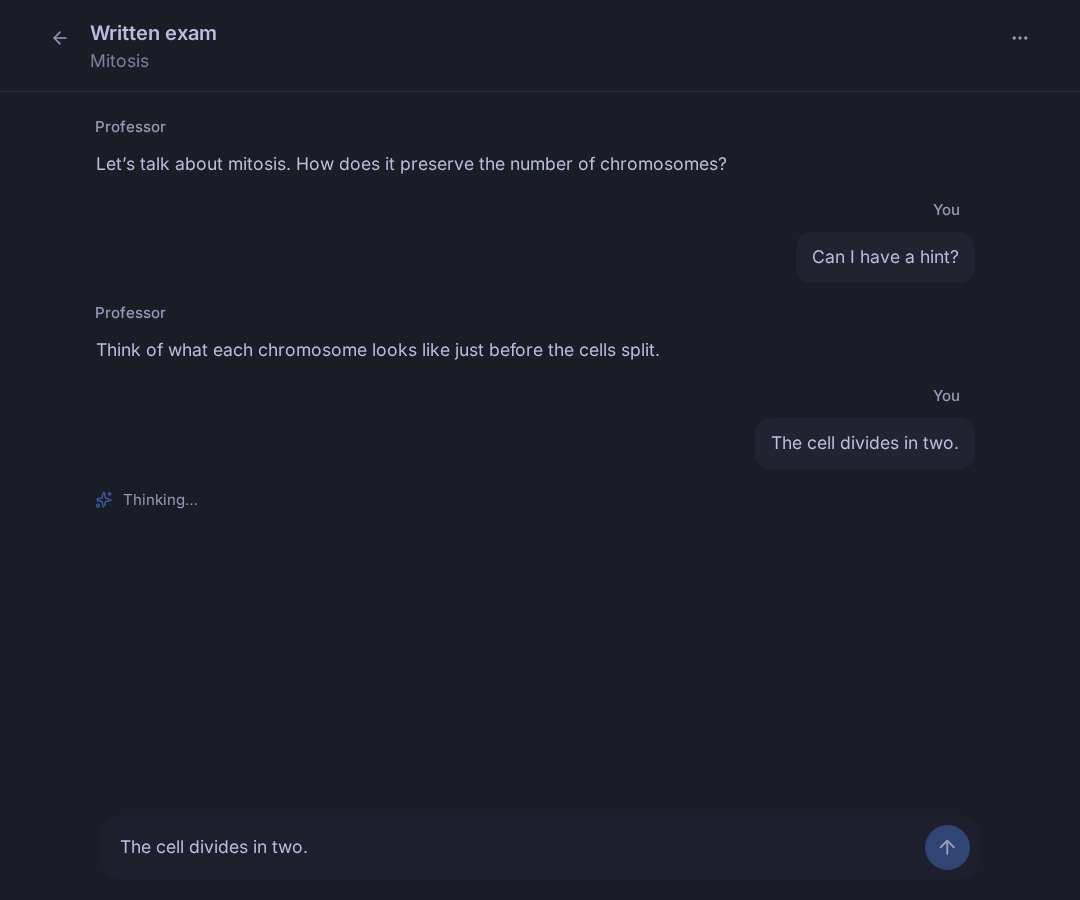 Written exam
Mitosis
Professor
Let’s talk about mitosis. How does it preserve the number of chromosomes?
You
Can I have a hint?
Professor
Think of what each chromosome looks like just before the cells split.
You
The cell divides in two.
Thinking...
The cell divides in two.